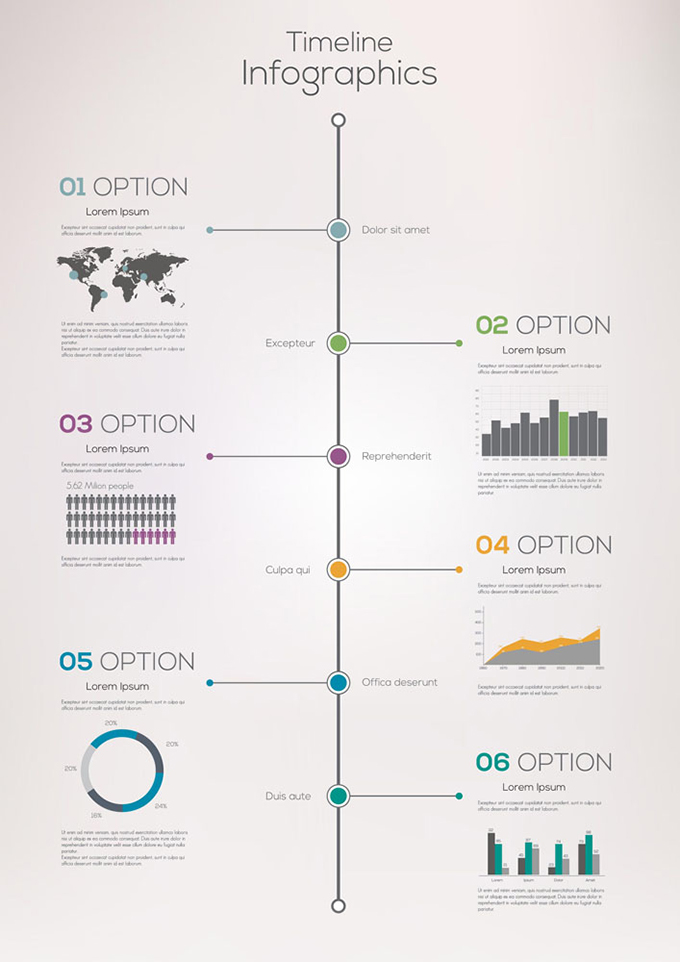 Timeline
Infographics
01 OPTION
Lorem Ipsum
Excepteur sint occaecat cupidatat non proident, sunt in culpa qui
officia deserunt mollit anim id est laborum.
Dolor sit amet
Ut enim ad minim veniam, quis nostrud exercitation ullamco laboris
nisi ut aliquip ex commodo consequat. Duis aute irure dolor in
reprehenderit in voluptate velit esse cillum dolore eu fugiat nulla
pariatur.
Excepteur sint occaecat cupidatat non proident, sunt in culpa qui
officia deserunt mollit anim id est laborum.
Excepteur
02 OPTION
Lorem Ipsum
Excepteur sint occaecat cupidatat non proident, sunt in culpa qui
officia deserunt mollit anim id est laborum.
Ut enim ad minim veniam, quis nostrud exercitation ullamco laboris
nisi ut aliquip ex commodo consequat. Duis aute irure dolor in
reprehenderit in voluptate velit esse cillum dolore eu fugiat nulla
pariatur.
03 OPTION
Lorem Ipsum
Excepteur sint occaecat cupidatat non proident, sunt in culpa qui
officia deserunt mollit anim id est laborum.
Reprehenderit
5,62 Milion people
Excepteur sint occaecat cupidatat non proident, sunt in culpa qui
officia deserunt mollit anim id est laborum.
Culpa qui
04 OPTION
Lorem Ipsum
Excepteur sint occaecat cupidatat non proident, sunt in culpa qui
officia deserunt mollit anim id est laborum.
Excepteur sint occaecat cupidatat non proident, sunt in culpa qui
officia deserunt mollit anim id est laborum.
05 OPTION
Lorem Ipsum
Excepteur sint occaecat cupidatat non proident, sunt in culpa qui
officia deserunt mollit anim id est laborum.
Offica deserunt
20%
20%
20%
24%
16%
Ut enim ad minim veniam, quis nostrud exercitation ullamco laboris
nisi ut aliquip ex commodo consequat. Duis aute irure dolor in
reprehenderit in voluptate velit esse cillum dolore eu fugiat nulla
pariatur.
Excepteur sint occaecat cupidatat non proident, sunt in culpa qui
officia deserunt mollit anim id est laborum.
Duis aute
06 OPTION
Lorem Ipsum
Excepteur sint occaecat cupidatat non proident, sunt in culpa qui
officia deserunt mollit anim id est laborum.
Lorem Ipsum Dolor Amet
Ut enim ad minim veniam, quis nostrud exercitation ullamco laboris
nisi ut aliquip ex commodo consequat. Duis aute irure dolor in
reprehenderit in voluptate velit esse cillum dolore eu fugiat nulla
pariatur.